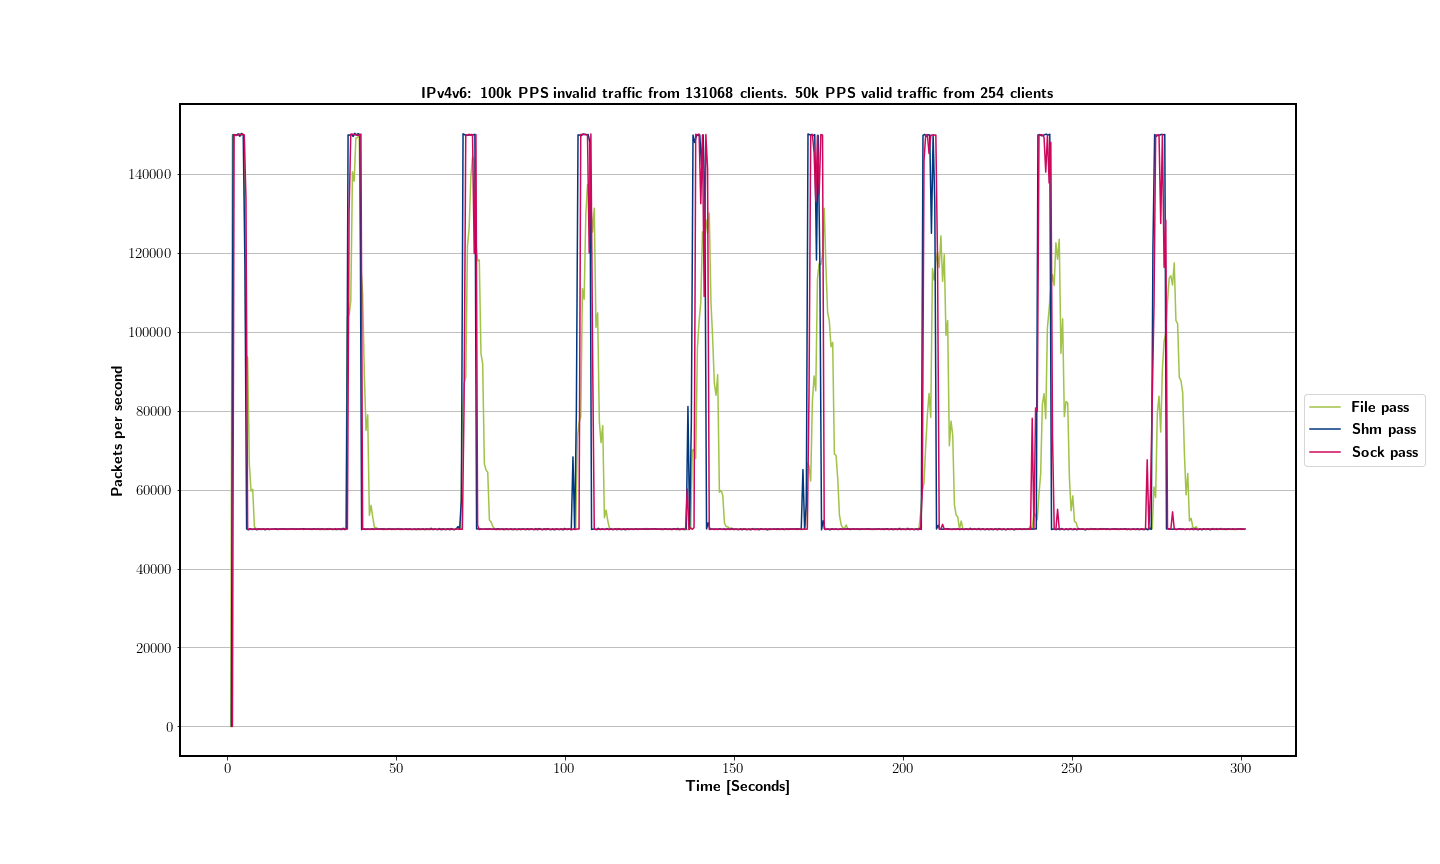 IPv4v6: 100k PPS invalid traffic from 131068 clients. 50k PPS valid traffic from 254 clients
140000
120000
100000
80000
60000
40000
20000
0
Packets per second
0 50 100 150 200 250 300
Time [Seconds]
File pass
Shm pass
Sock pass